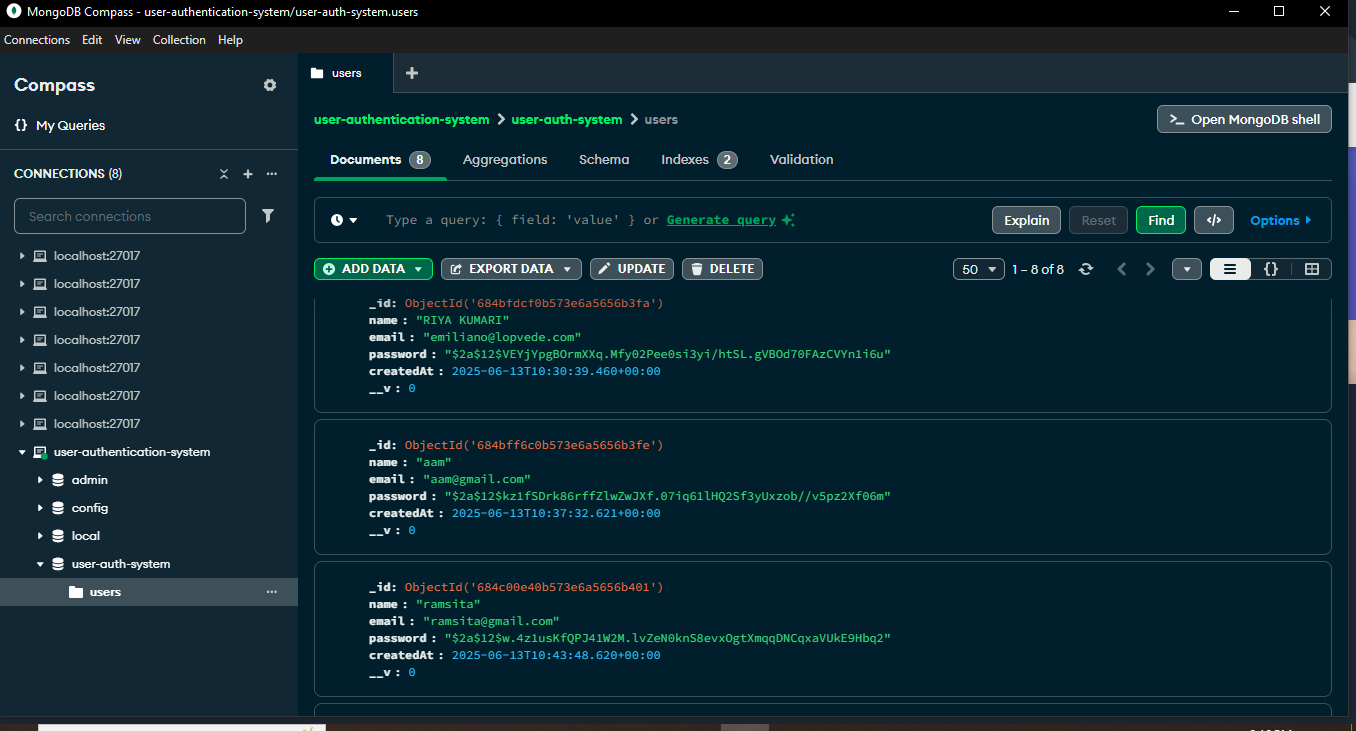 MongoDB Compass - user-authentication-system/user-auth-system.users
Connections Edit View Collection Help
Compass
{} My Queries
CONNECTIONS (8)
Search connections
localhost:27017
localhost:27017
localhost:27017
localhost:27017
localhost:27017
localhost:27017
localhost:27017
user-authentication-system
admin
config
local
user-auth-system
users
users
user-authentication-system > user-auth-system > users
>_ Open MongoDB shell
Documents 8 Aggregations Schema Indexes 2 Validation
Type a query: { field: 'value' } or Generate query
Explain Reset Find </> Options
ADD DATA EXPORT DATA UPDATE DELETE
50 1 – 8 of 8 {}
_id: ObjectId('684bfdcf0b573e6a5656b3fa')
name : "RIYA KUMARI"
email : "emiliano@lopvede.com"
password : "$2a$12$VEYjYpgBOrmXXq.Mfy02Pee0si3yi/htSL.gVBOd70FAzCVYn1i6u"
createdAt : 2025-06-13T10:30:39.460+00:00
__v : 0
_id: ObjectId('684bff6c0b573e6a5656b3fe')
name : "aam"
email : "aam@gmail.com"
password : "$2a$12$kz1fSDrk86rffZlwZwJXf.07iq61lHQ2Sf3yUxzob//v5pz2Xf06m"
createdAt : 2025-06-13T10:37:32.621+00:00
__v : 0
_id: ObjectId('684c00e40b573e6a5656b401')
name : "ramsita"
email : "ramsita@gmail.com"
password : "$2a$12$w.4z1usKfQPJ41W2M.lvZeN0knS8evxOgtXmqqDNCqxaVUkE9Hbq2"
createdAt : 2025-06-13T10:43:48.620+00:00
__v : 0